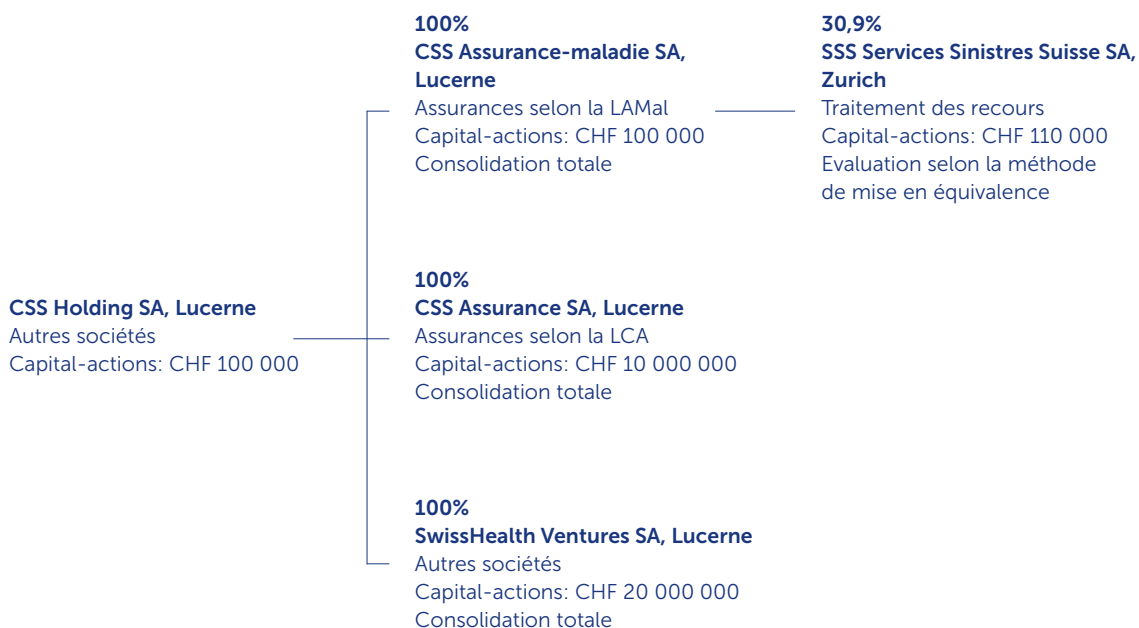 100%
CSS Assurance-maladie SA,
Lucerne
Assurances selon la LAMal
Capital-actions: CHF 100 000
Consolidation totale
30,9%
SSS Services Sinistres Suisse SA,
Zurich
Traitement des recours
Capital-actions: CHF 110 000
Evaluation selon la méthode
de mise en équivalence
CSS Holding SA, Lucerne
Autres sociétés
Capital-actions: CHF 100 000
100%
CSS Assurance SA, Lucerne
Assurances selon la LCA
Capital-actions: CHF 10 000 000
Consolidation totale
100%
SwissHealth Ventures SA, Lucerne
Autres sociétés
Capital-actions: CHF 20 000 000
Consolidation totale